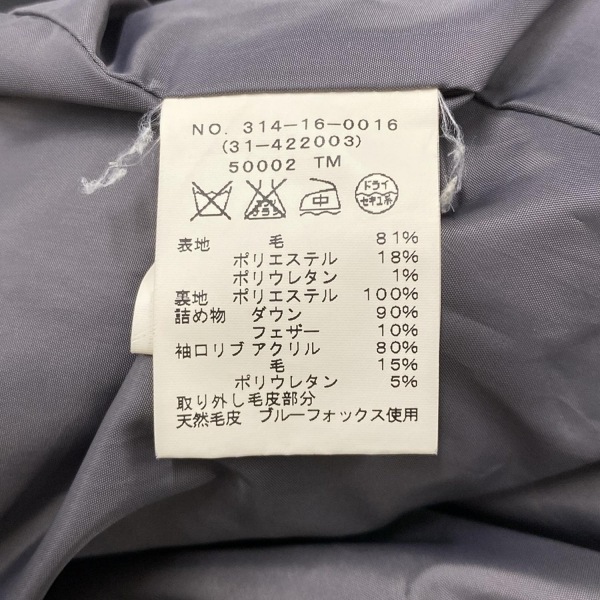 NO. 314-16-0016
(31-422003)
50002 TM
中 ドライ
セキユ系
表地 毛 81%
ポリエステル 18%
ポリウレタン 1%
裏地 ポリエステル 100%
詰め物 ダウン 90%
フェザー 10%
袖口リブ アクリル 80%
毛 15%
ポリウレタン 5%
取り外し毛皮部分
天然毛皮 ブルーフォックス使用